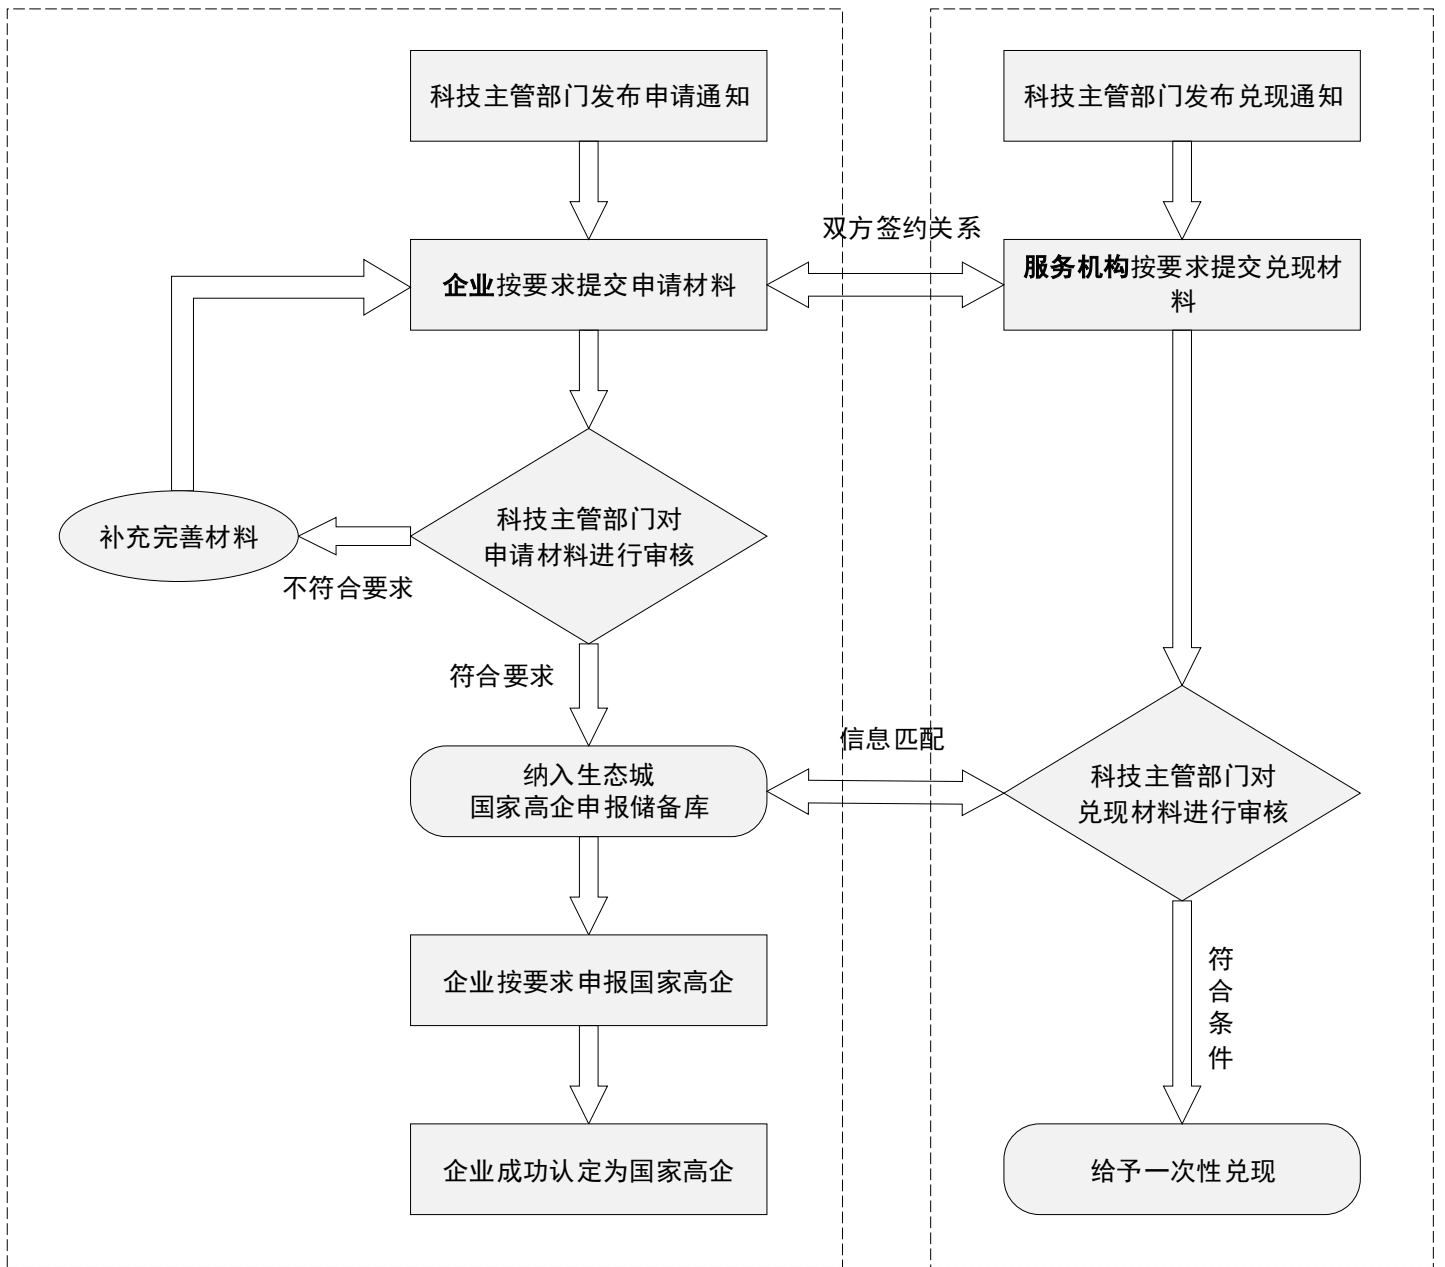 科技主管部门发布申请通知
科技主管部门发布兑现通知
双方签约关系
企业按要求提交申请材料
服务机构按要求提交兑现材
料
科技主管部门对
申请材料进行审核
补充完善材料
不符合要求
符合要求
信息匹配
纳入生态城
国家高企申报储备库
科技主管部门对
兑现材料进行审核
企业按要求申报国家高企
符
合
条
件
企业成功认定为国家高企
给予一次性兑现